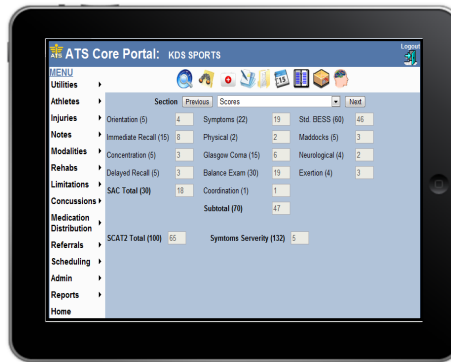 Logout
ATS
ATS Core Portal: KDS SPORTS
MENU
Utilities
Athletes
Injuries
Notes
Modalities
Rehabs
Limitations
Concussions
Medication
Distribution
Referrals
Scheduling
Admin
Reports
Home
15
Section Previous Scores Next
Orientation (5) 4 Symptoms (22) 19 Std. BESS (60) 46
Immediate Recall (15) 8 Physical (2) 2 Maddocks (5) 3
Concentration (5) 3 Glasgow Coma (15) 6 Neurological (4) 2
Delayed Recall (5) 3 Balance Exam (30) 19 Exertion (4) 3
SAC Total (30) 18 Coordination (1) 1
Subtotal (70) 47
SCAT2 Total (100) 65 Symtoms Serverity (132) 5